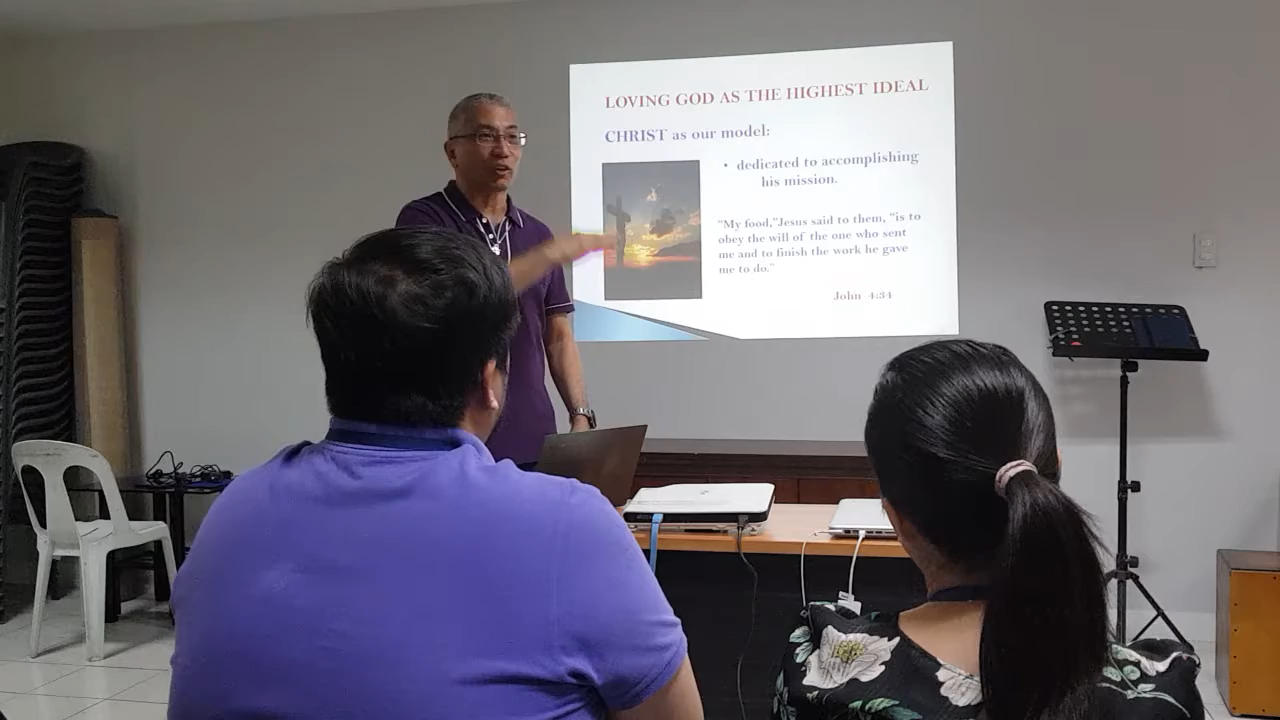 LOVING GOD AS THE HIGHEST IDEAL
CHRIST as our model:
• dedicated to accomplishing
his mission.
"My food,"Jesus said to them, "is to
obey the will of the one who sent
me and to finish the work he gave
me to do."
John 4:34